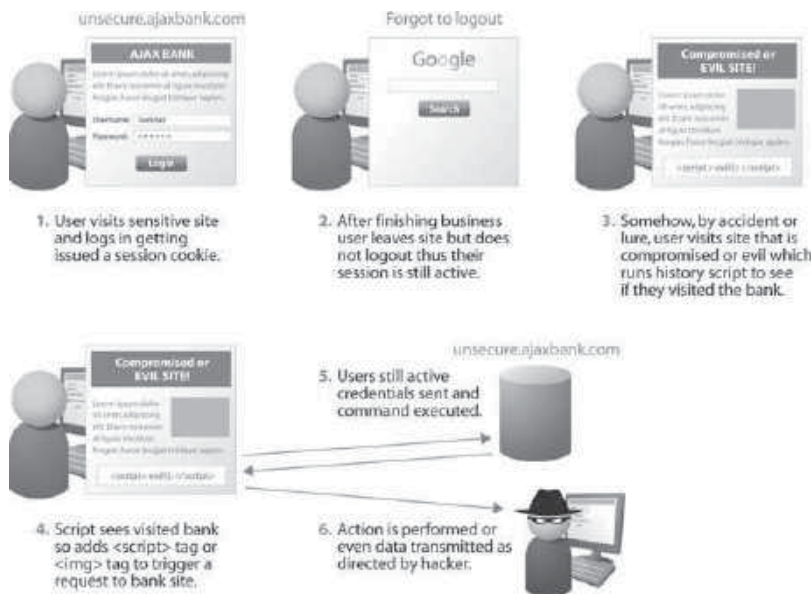 unsecure.ajaxbank.com
Forgot to logout
AJAX BANK
Username
Password
Login
Google
Search
Compromised or
EVIL SITE!
1. User visits sensitive site
and logs in getting
issued a session cookie.
2. After finishing business
user leaves site but does
not logout thus their
session is still active.
3. Somehow, by accident or
lure, user visits site that is
compromised or evil which
runs history script to see
if they visited the bank.
Compromised or
EVIL SITE!
unsecure.ajaxbank.com
5. Users still active
credentials sent and
command executed.
4. Script sees visited bank
so adds <script> tag or
<img> tag to trigger a
request to bank site.
6. Action is performed or
even data transmitted as
directed by hacker.